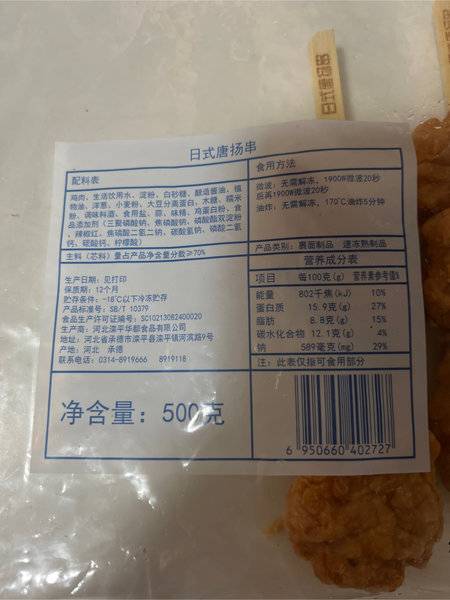 日式唐扬串
日式唐扬串
配料表
鸡肉、生活饮用水、淀粉、白砂糖、酿造酱油、植
物油、洋葱、小麦粉、大豆分离蛋白、木糖、糯米
粉、调味料酒、食用盐、蒜、味精、鸡蛋白粉、食
品添加剂（三聚磷酸钠、焦磷酸钠、磷酸酯双淀粉
、辣椒红、焦磷酸二氢二钠、碳酸氢钠、磷酸二氢
钙、碳酸钙、柠檬酸）
主料（芯料）量占产品净含量分数≥70%
生产日期：见打印
保质期：12个月
贮存条件：-18℃以下冷冻贮存
产品标准号：SB/T 10379
食品生产许可证编号：SC10213082400020
生产商：河北滦平华都食品有限公司
地址：河北省承德市滦平县滦平镇河滨路9号
产地：河北 承德
联系电话：0314-8919666 8919118
净含量：500克
食用方法
微波：无需解冻，1900W微波20秒
后再1900W微波20秒
油炸：无需解冻，170℃油炸5分钟
产品类别：裹面制品 速冻熟制品
营养成分表
项目 每100克(g) 营养素参考值%
能量 802千焦(kJ) 10%
蛋白质 15.9克(g) 27%
脂肪 8.8克(g) 15%
碳水化合物 12.1克(g) 4%
钠 589毫克(mg) 29%
注：此表仅指可食用部分
6 950660 402727